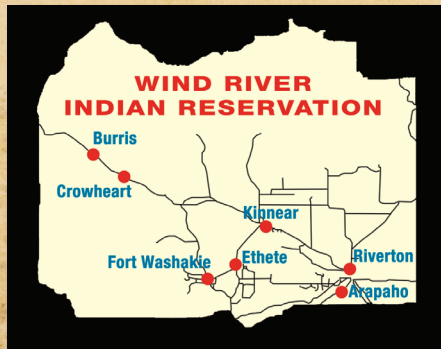 WIND RIVER
INDIAN RESERVATION
Burris
Crowheart
Kinnear
Fort Washakie
Ethete
Riverton
Arapaho